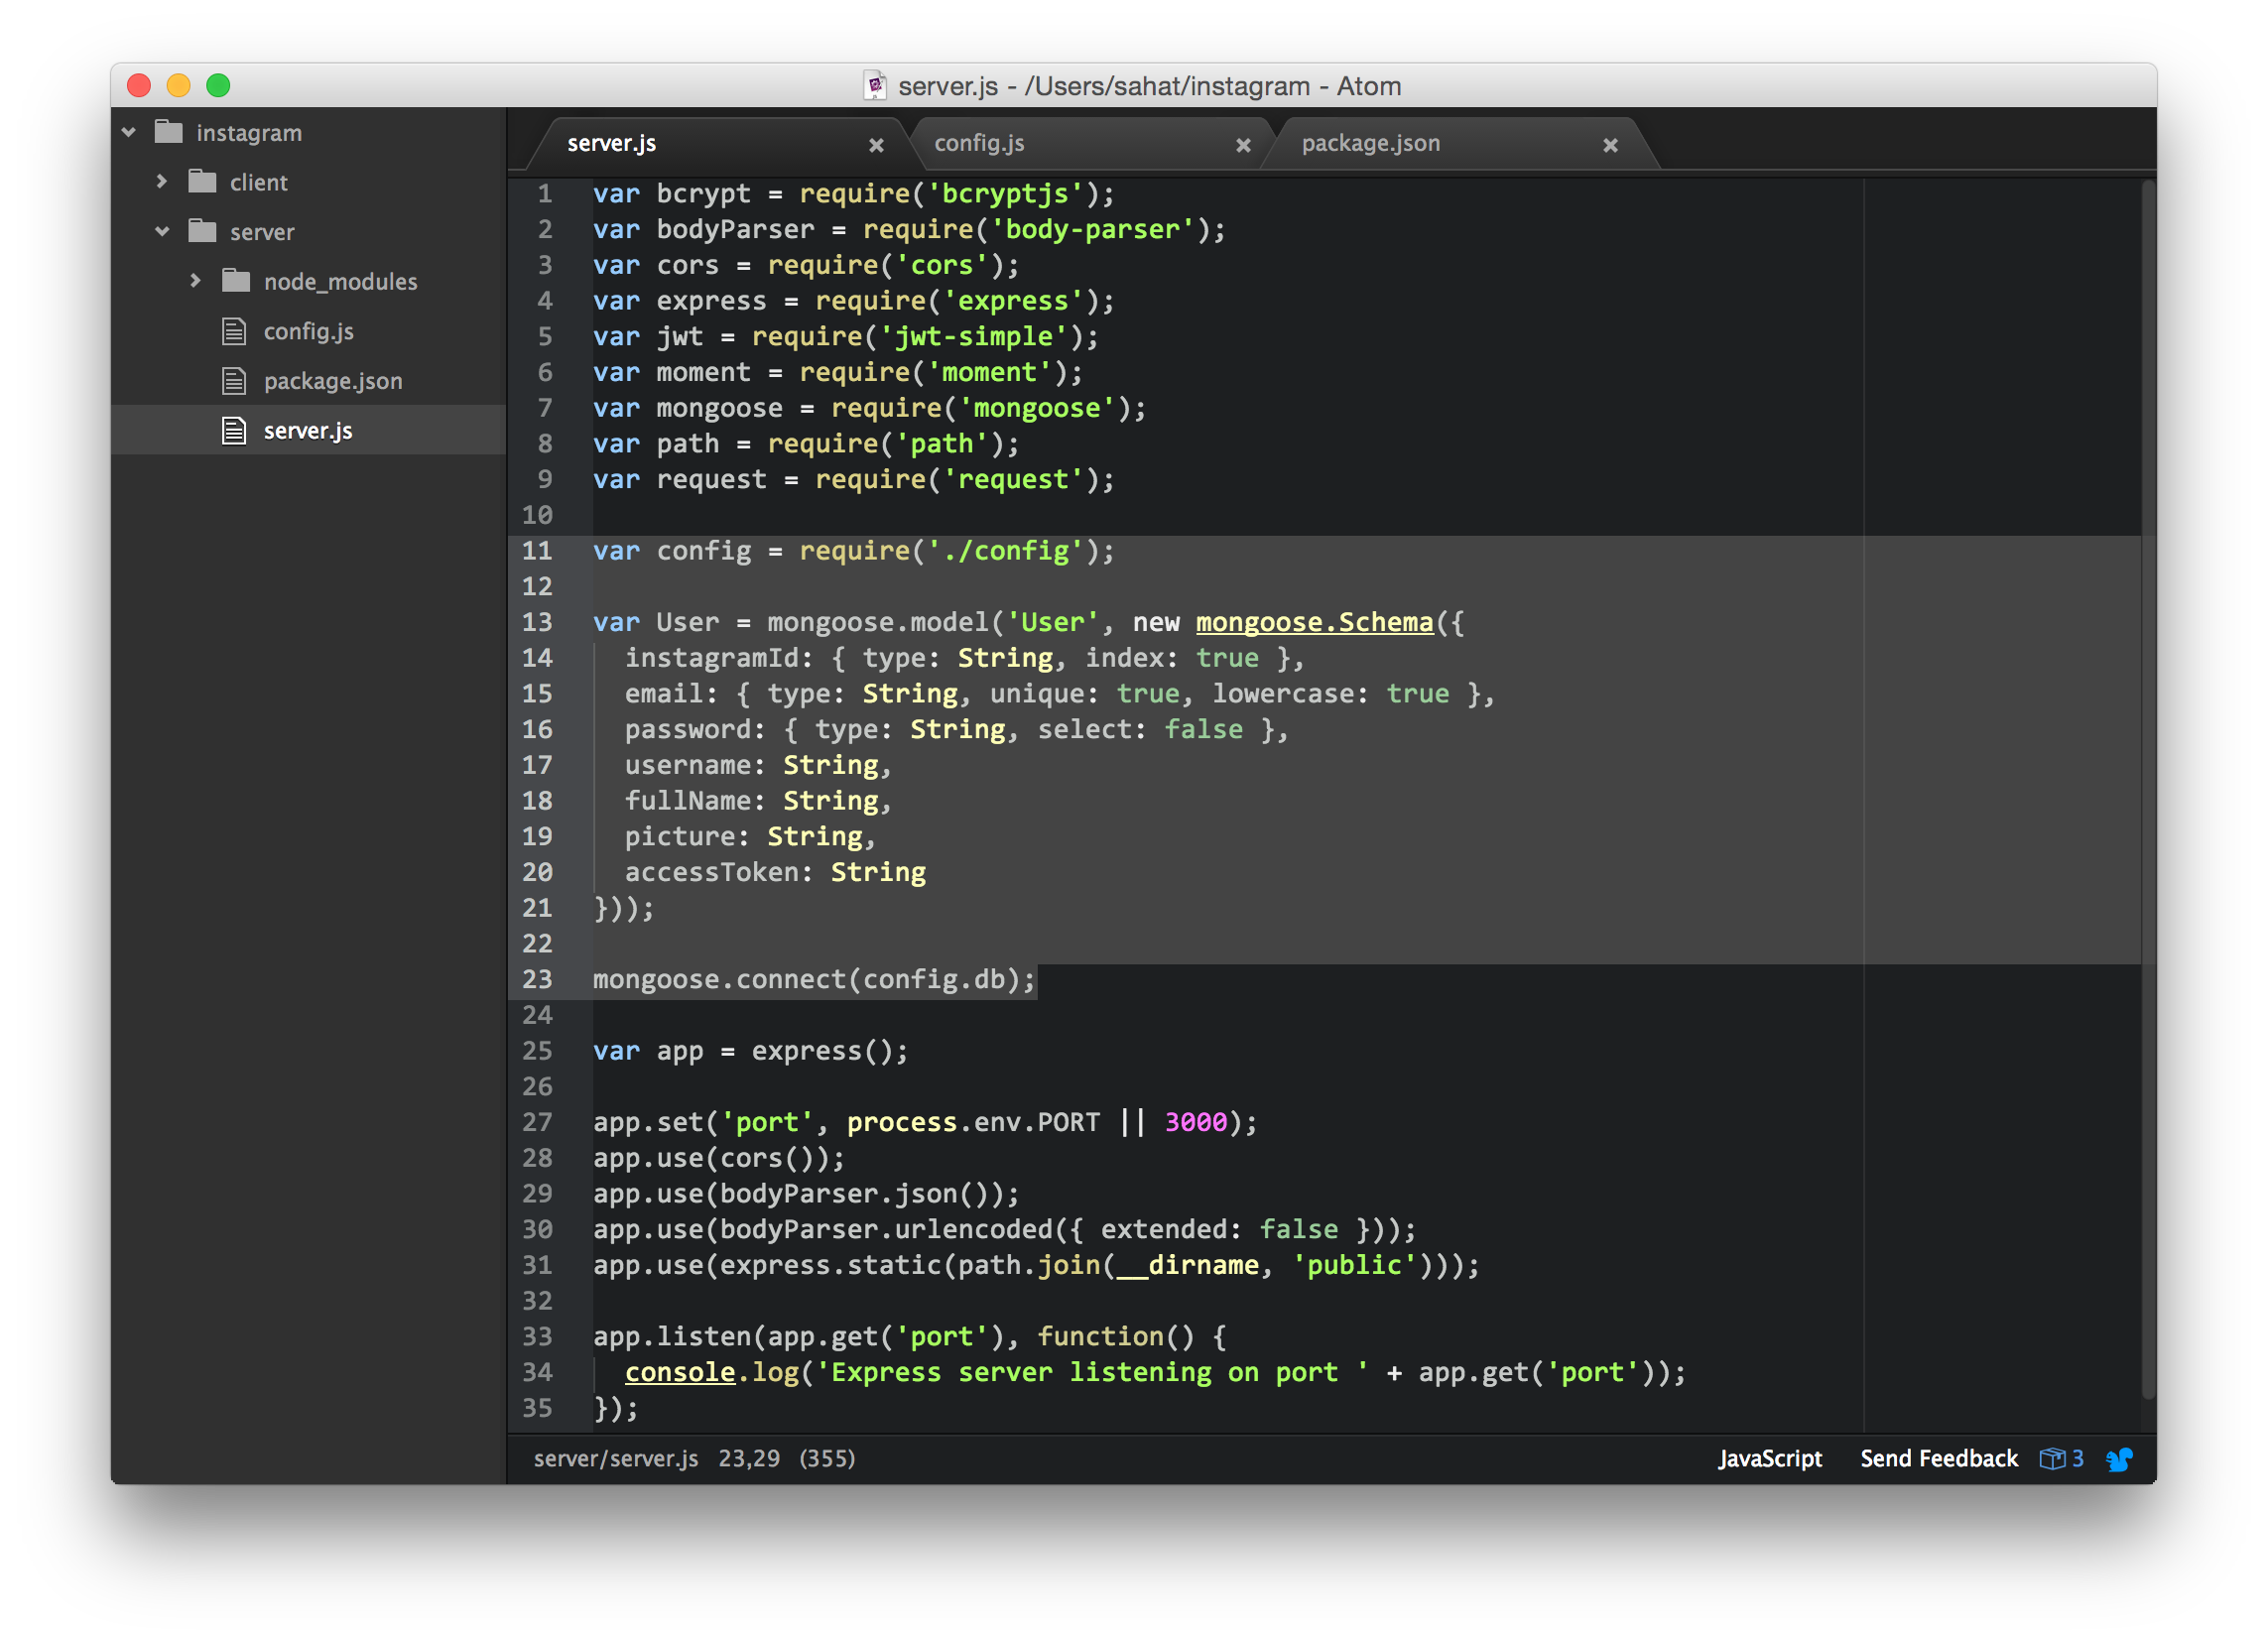 server.js - /Users/sahat/instagram - Atom
instagram
client
server
node_modules
config.js
package.json
server.js
server.js
config.js
package.json
1 var bcrypt = require('bcryptjs');
2 var bodyParser = require('body-parser');
3 var cors = require('cors');
4 var express = require('express');
5 var jwt = require('jwt-simple');
6 var moment = require('moment');
7 var mongoose = require('mongoose');
8 var path = require('path');
9 var request = require('request');
10
11 var config = require('./config');
12
13 var User = mongoose.model('User', new mongoose.Schema({
14   instagramId: { type: String, index: true },
15   email: { type: String, unique: true, lowercase: true },
16   password: { type: String, select: false },
17   username: String,
18   fullName: String,
19   picture: String,
20   accessToken: String
21 }));
22
23 mongoose.connect(config.db);
24
25 var app = express();
26
27 app.set('port', process.env.PORT || 3000);
28 app.use(cors());
29 app.use(bodyParser.json());
30 app.use(bodyParser.urlencoded({ extended: false }));
31 app.use(express.static(path.join(__dirname, 'public')));
32
33 app.listen(app.get('port'), function() {
34   console.log('Express server listening on port ' + app.get('port'));
35 });
server/server.js 23,29 (355)
JavaScript Send Feedback 3